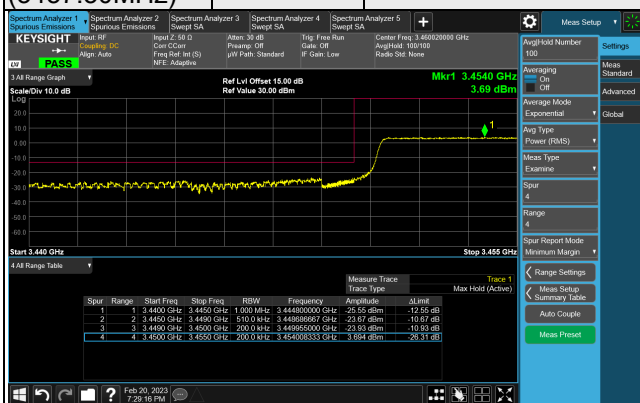 (3457.50MHz)
Spectrum Analyzer 1
Spurious Emissions
Spectrum Analyzer 2
Spurious Emissions
Spectrum Analyzer 3
Swept SA
Spectrum Analyzer 4
Swept SA
Spectrum Analyzer 5
Swept SA
+
Meas Setup
KEYSIGHT
Input: RF
Coupling: DC
Align: Auto
Input Z: 50 Ω
Corr CCorr
Freq Ref: Int (S)
NFE: Adaptive
Atten: 30 dB
Preamp: Off
µW Path: Standard
Trig: Free Run
Gate: Off
IF Gain: Low
Center Freq: 3.460020000 GHz
Avg|Hold: 100/100
Radio Std: None
LXI
PASS
3 All Range Graph
Scale/Div 10.0 dB
Ref Lvl Offset 15.00 dB
Ref Value 30.00 dBm
Mkr1 3.4540 GHz
3.69 dBm
Log
20.0
10.0
0.00
-10.0
-20.0
-30.0
-40.0
-50.0
-60.0
1
Start 3.440 GHz
Stop 3.455 GHz
4 All Range Table
Measure Trace Trace 1
Trace Type Max Hold (Active)
Spur Range Start Freq Stop Freq RBW Frequency Amplitude ΔLimit
1 1 3.4400 GHz 3.4450 GHz 1.000 MHz 3.444800000 GHz -25.55 dBm -12.55 dB
2 2 3.4450 GHz 3.4490 GHz 510.0 kHz 3.448686667 GHz -23.67 dBm -10.67 dB
3 3 3.4490 GHz 3.4500 GHz 200.0 kHz 3.449955000 GHz -23.93 dBm -10.93 dB
4 4 3.4500 GHz 3.4550 GHz 200.0 kHz 3.454008333 GHz 3.694 dBm -26.31 dB
Avg|Hold Number
100
Averaging
On
Off
Average Mode
Exponential
Avg Type
Power (RMS)
Meas Type
Examine
Spur
4
Range
4
Spur Report Mode
Minimum Margin
Range Settings
Meas Setup
Summary Table
Auto Couple
Meas Preset
Settings
Meas
Standard
Advanced
Global
?
Feb 20, 2023
7:29:16 PM